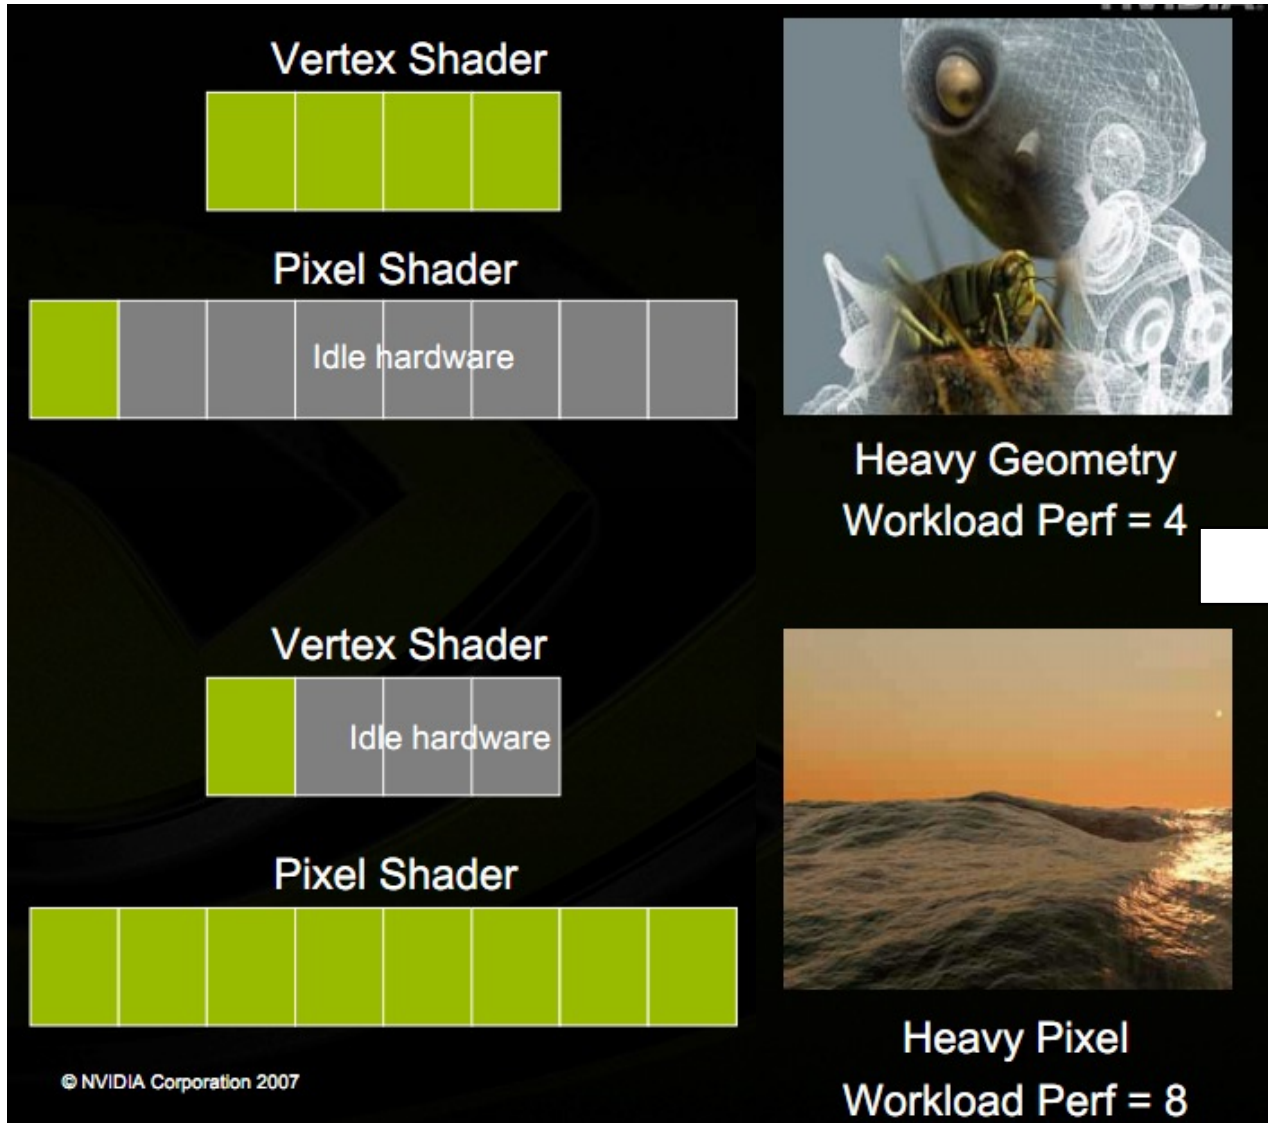 Vertex Shader
Pixel Shader
Idle hardware
Heavy Geometry
Workload Perf = 4
Vertex Shader
Idle hardware
Pixel Shader
Heavy Pixel
Workload Perf = 8
© NVIDIA Corporation 2007